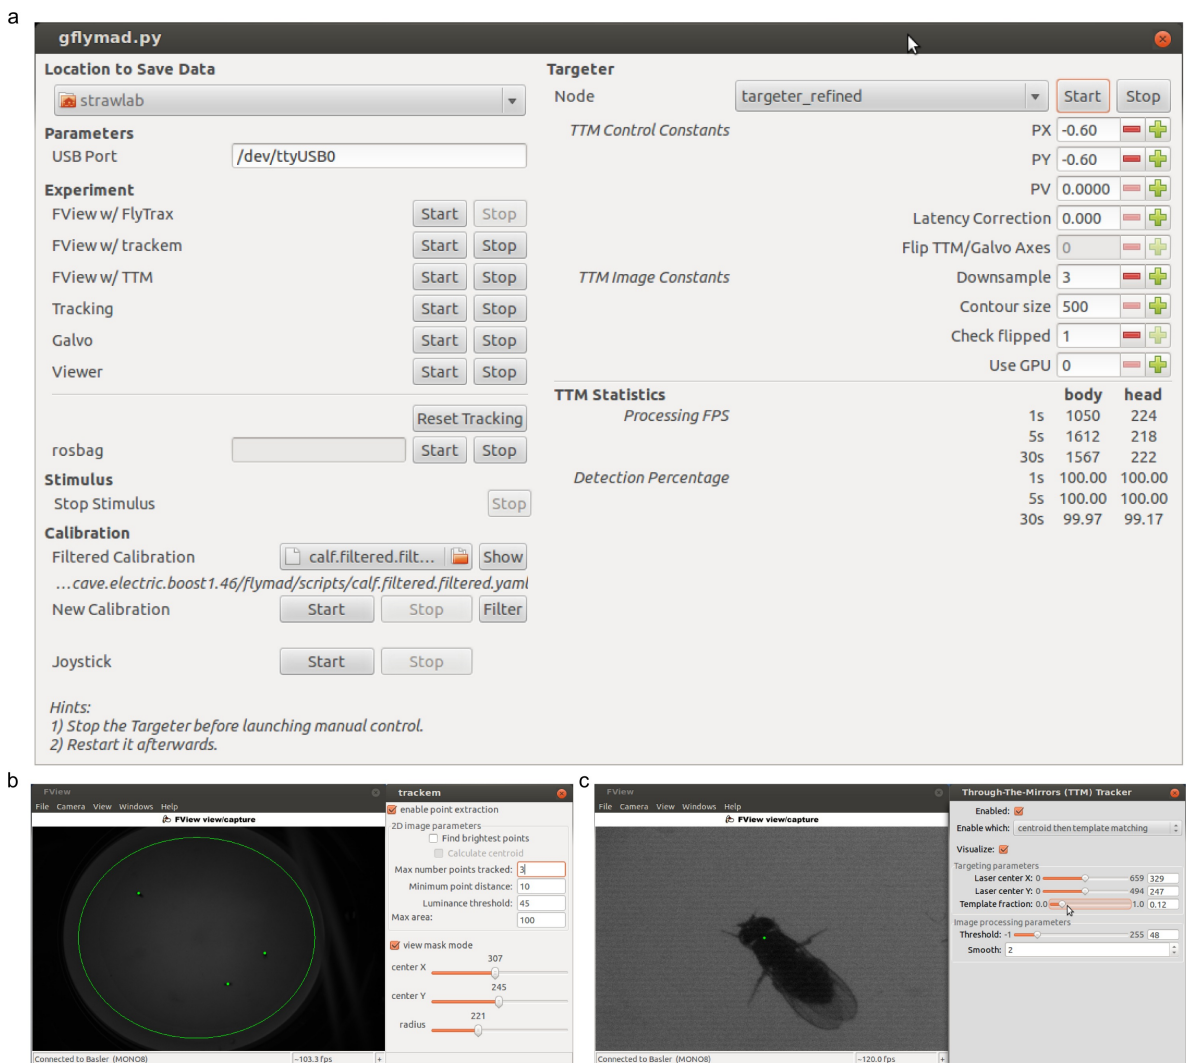 a
gflymad.py
Location to Save Data
strawlab
Parameters
USB Port /dev/ttyUSB0
Experiment
FView w/ FlyTrax Start Stop
FView w/ trackem Start Stop
FView w/ TTM Start Stop
Tracking Start Stop
Galvo Start Stop
Viewer Start Stop
Reset Tracking
rosbag Start Stop
Stimulus
Stop Stimulus Stop
Calibration
Filtered Calibration calf.filtered.filt... Show
...cave.electric.boost1.46/flymad/scripts/calf.filtered.filtered.yaml
New Calibration Start Stop Filter
Joystick Start Stop
Hints:
1) Stop the Targeter before launching manual control.
2) Restart it afterwards.
Targeter
Node targeter_refined Start Stop
TTM Control Constants PX -0.60
PY -0.60
PV 0.0000
Latency Correction 0.000
Flip TTM/Galvo Axes 0
TTM Image Constants Downsample 3
Contour size 500
Check flipped 1
Use GPU 0
TTM Statistics body head
Processing FPS 1s 1050 224
5s 1612 218
30s 1567 222
Detection Percentage 1s 100.00 100.00
5s 100.00 100.00
30s 99.97 99.17
b
FView
File Camera View Windows Help
FView view/capture
Connected to Basler (MONO8) ~103.3 fps +
trackem
enable point extraction
2D image parameters
Find brightest points
Calculate centroid
Max number points tracked: 3
Minimum point distance: 10
Luminance threshold: 45
Max area: 100
view mask mode
307
center X
245
center Y
221
radius
c
FView
File Camera View Windows Help
FView view/capture
Connected to Basler (MONO8) ~120.0 fps +
Through-The-Mirrors (TTM) Tracker
Enabled:
Enable which: centroid then template matching
Visualize:
Targeting parameters
Laser center X: 0 659 329
Laser center Y: 0 494 247
Template fraction: 0.0 1.0 0.12
Image processing parameters
Threshold: -1 255 48
Smooth: 2